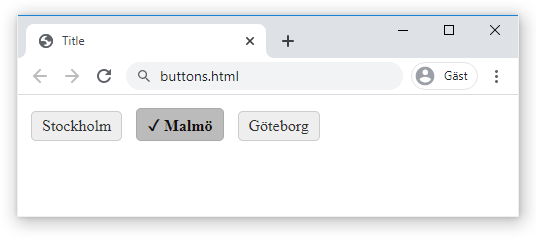 Title
buttons.html
Gäst
Stockholm
✓ Malmö
Göteborg